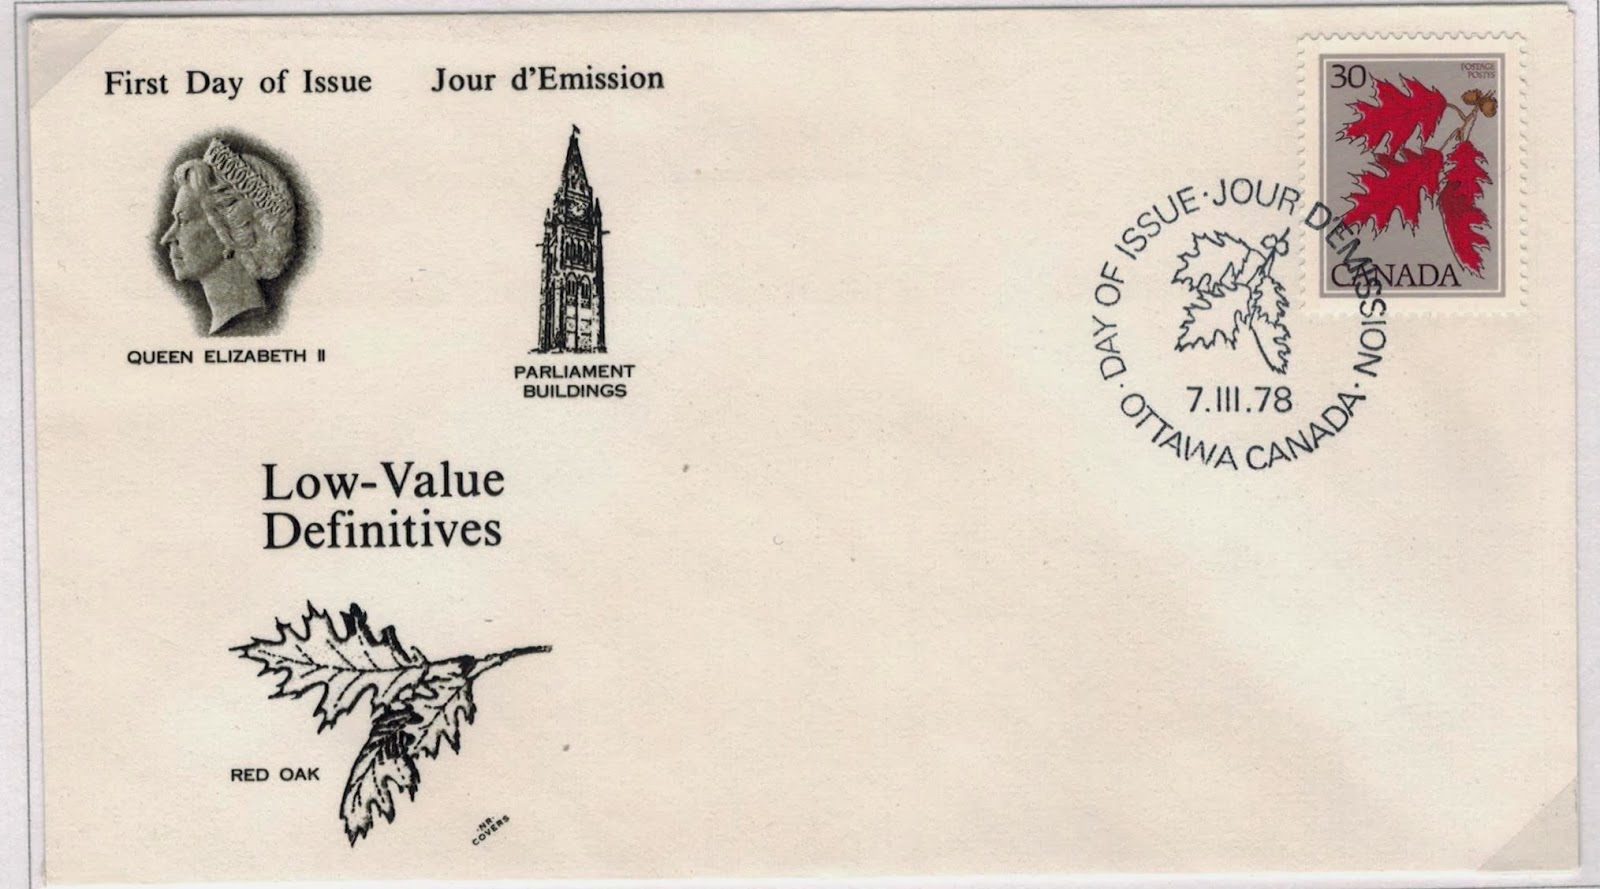 First Day of Issue Jour d'Emission
QUEEN ELIZABETH II
PARLIAMENT
BUILDINGS
Low-Value
Definitives
RED OAK
NR
COVERS
30
POSTAGE
POSTES
CANADA
DAY OF ISSUE · JOUR D'ÉMISSION ·
7.III.78
OTTAWA CANADA ·